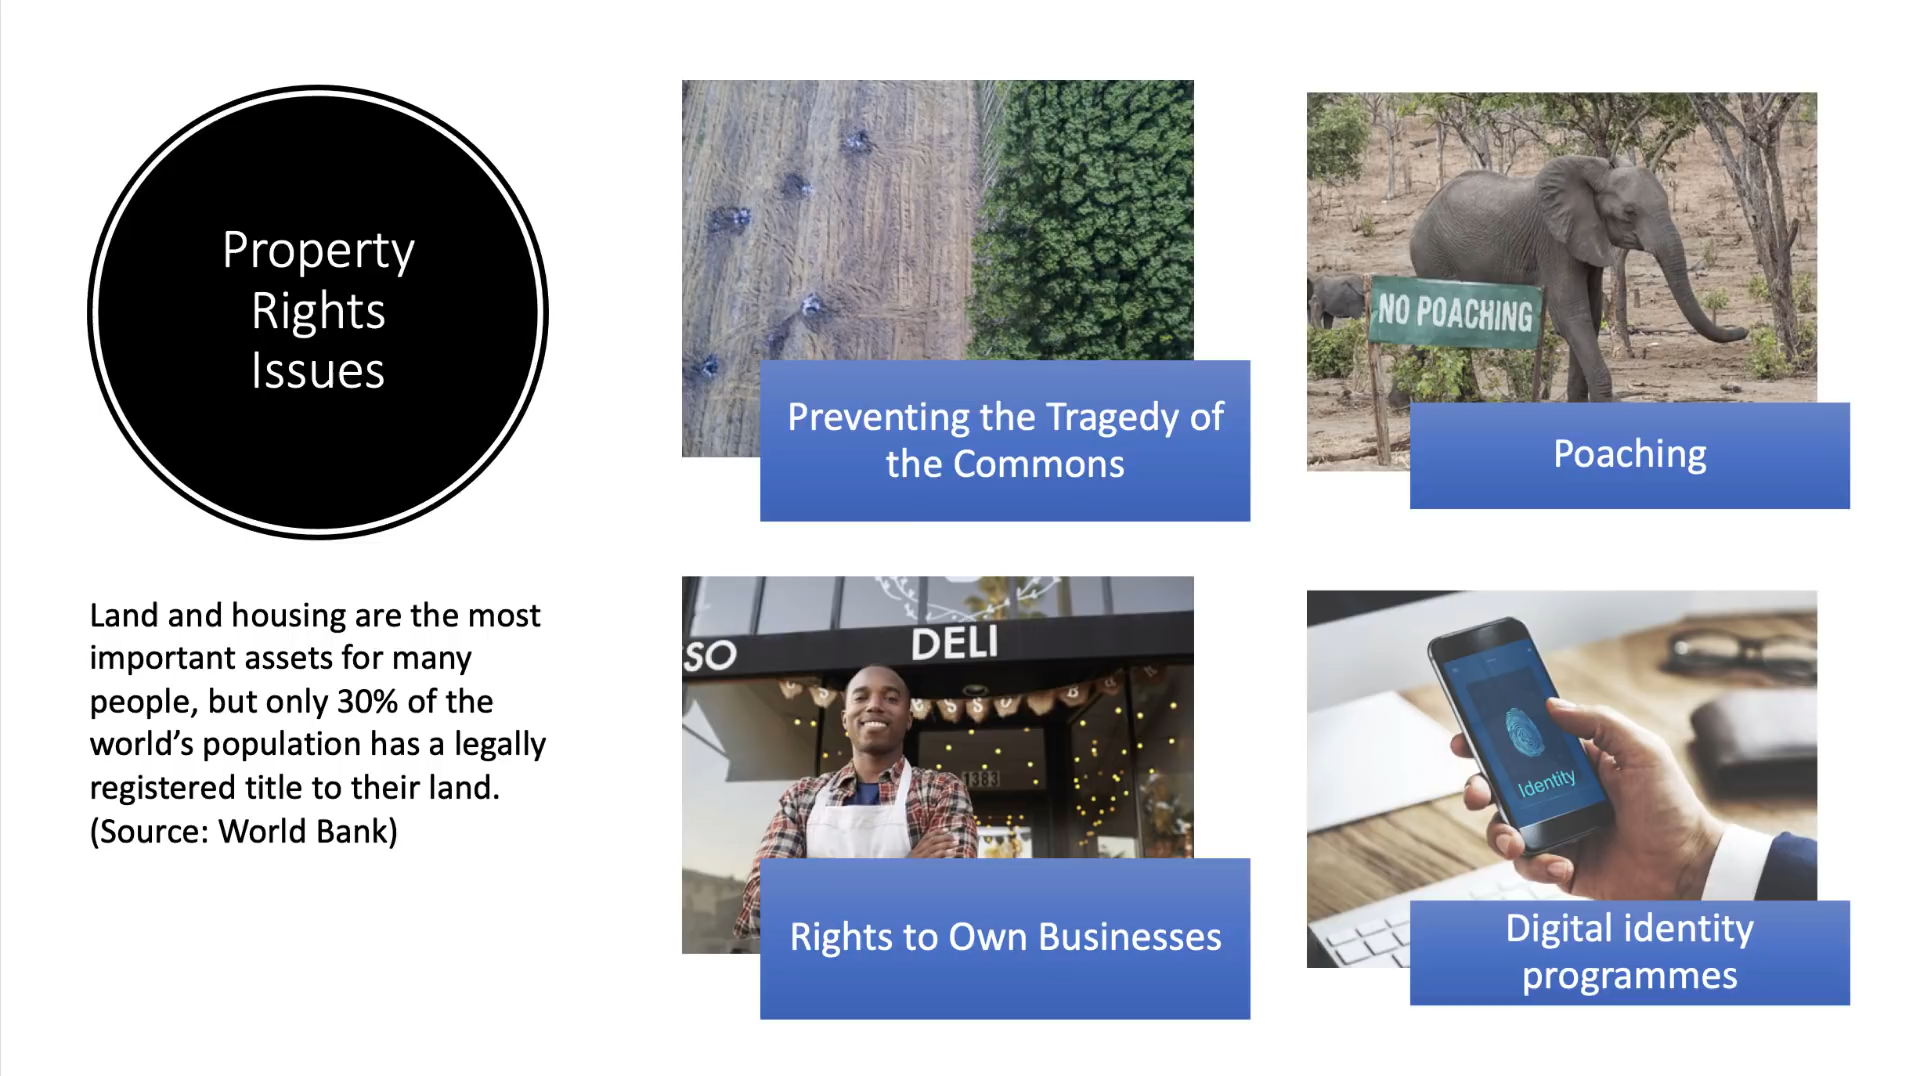 Property
Rights
Issues
Land and housing are the most
important assets for many
people, but only 30% of the
world's population has a legally
registered title to their land.
(Source: World Bank)
Preventing the Tragedy of
the Commons
NO POACHING
Poaching
SO
DELI
1383
Rights to Own Businesses
Identity
Digital identity
programmes